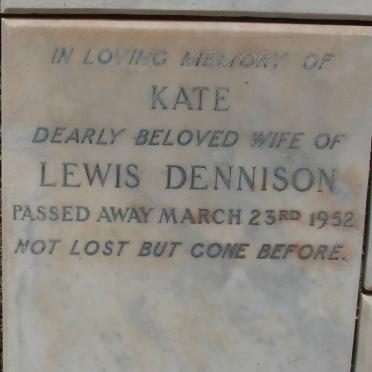 IN LOVING MEMORY OF
KATE
DEARLY BELOVED WIFE OF
LEWIS DENNISON
PASSED AWAY MARCH 23RD 1952
NOT LOST BUT GONE BEFORE.